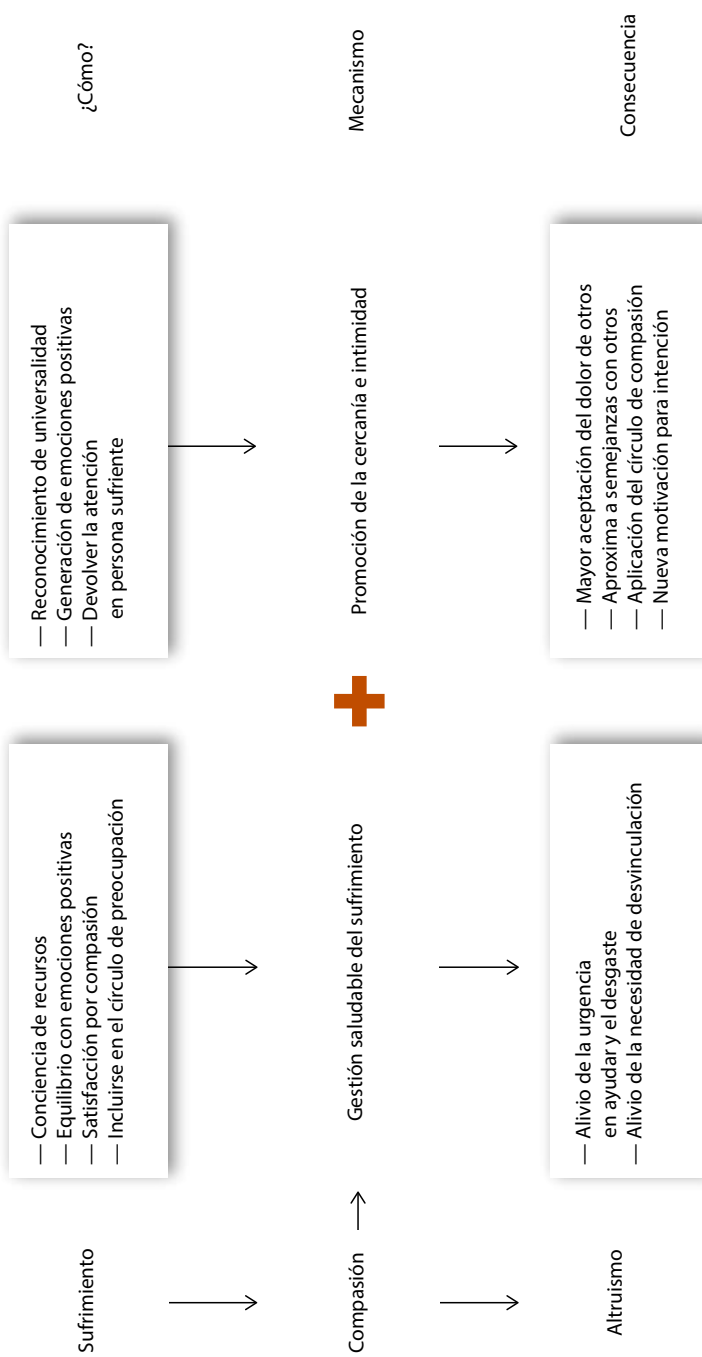 Sufrimiento
— Conciencia de recursos
— Equilibrio con emociones positivas
— Satisfacción por compasión
— Incluirse en el círculo de preocupación
— Reconocimiento de universalidad
— Generación de emociones positivas
— Devolver la atención
en persona sufriente
¿Cómo?
Compasión
Gestión saludable del sufrimiento
Promoción de la cercanía e intimidad
Mecanismo
Altruismo
— Alivio de la urgencia
en ayudar y el desgaste
— Alivio de la necesidad de desvinculación
— Mayor aceptación del dolor de otros
— Aproxima a semejanzas con otros
— Aplicación del círculo de compasión
— Nueva motivación para intención
Consecuencia